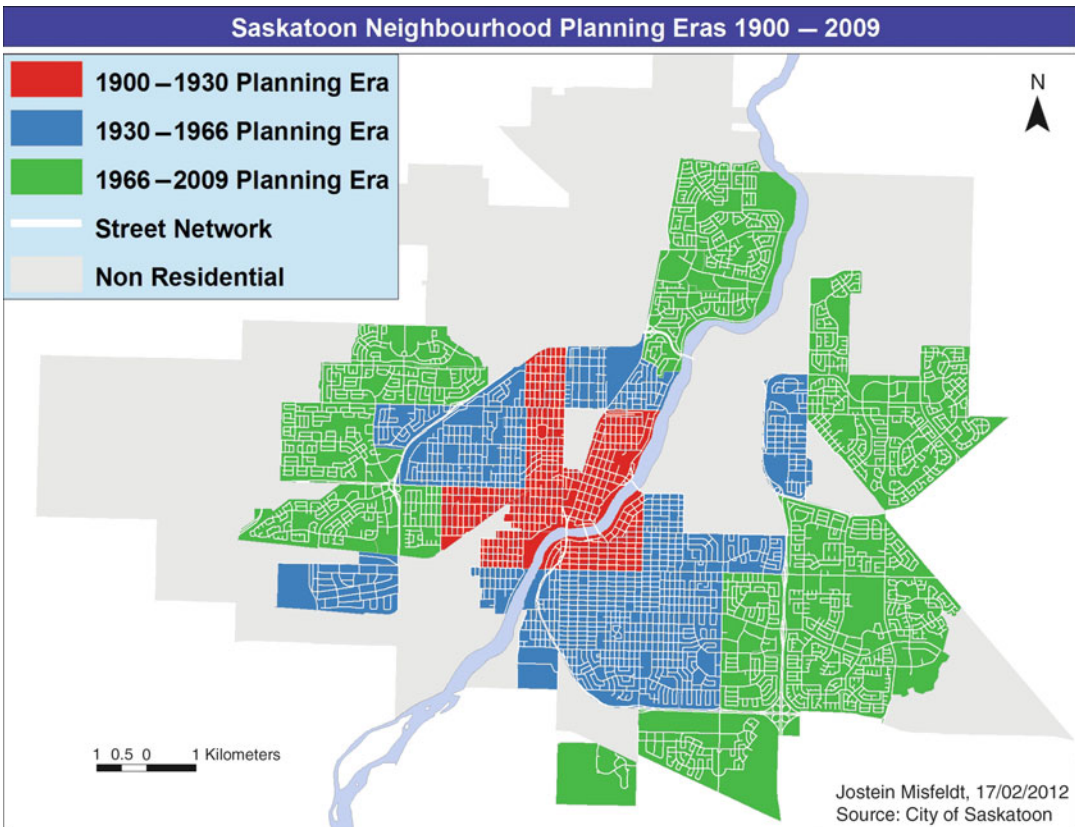 Saskatoon Neighbourhood Planning Eras 1900 — 2009
1900 – 1930 Planning Era
1930 – 1966 Planning Era
1966 – 2009 Planning Era
Street Network
Non Residential
N
1 0.5 0 1 Kilometers
Jostein Misfeldt, 17/02/2012
Source: City of Saskatoon